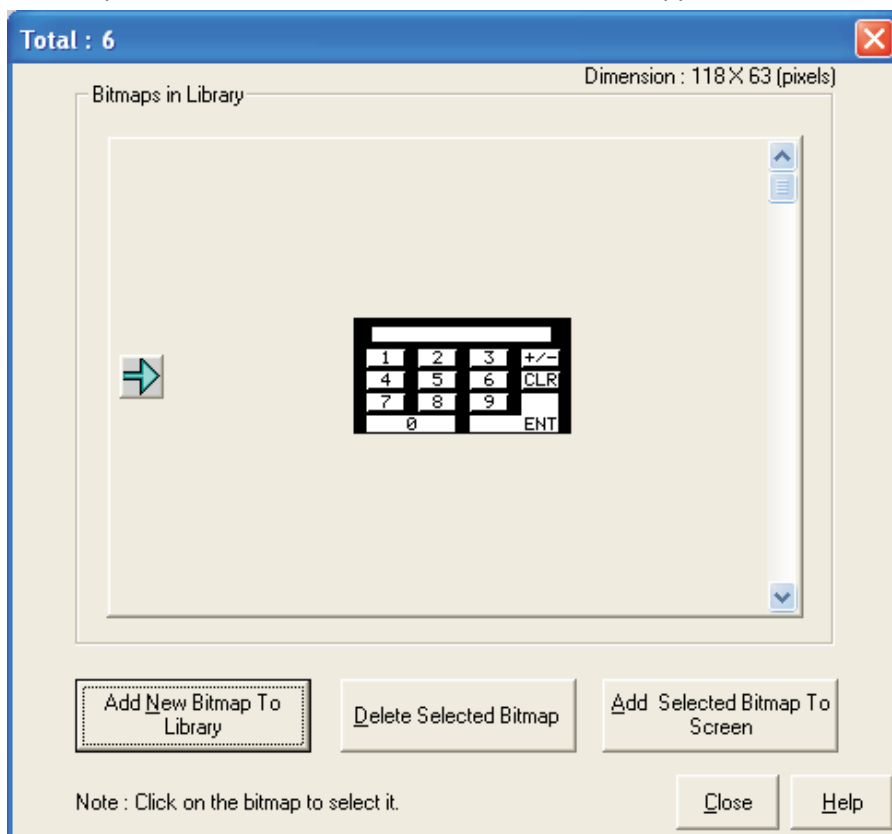 Total : 6
Dimension : 118 X 63 (pixels)
Bitmaps in Library
1 2 3 +/-
4 5 6 CLR
7 8 9
0 ENT
Add New Bitmap To
Library
Delete Selected Bitmap
Add Selected Bitmap To
Screen
Note : Click on the bitmap to select it.
Close
Help